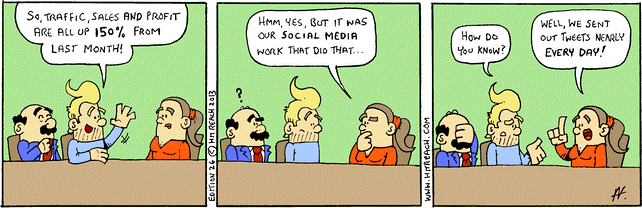 So, TRAFFIC, SALES AND PROFIT
ARE ALL UP 150% FROM
LAST MONTH!
EDITION 26 © HITREACH 2013
?
HMM, YES, BUT IT WAS
OUR SOCIAL MEDIA
WORK THAT DID THAT...
WWW.HITREACH.COM
HOW DO
YOU KNOW?
WELL, WE SENT
OUT TWEETS NEARLY
EVERY DAY!